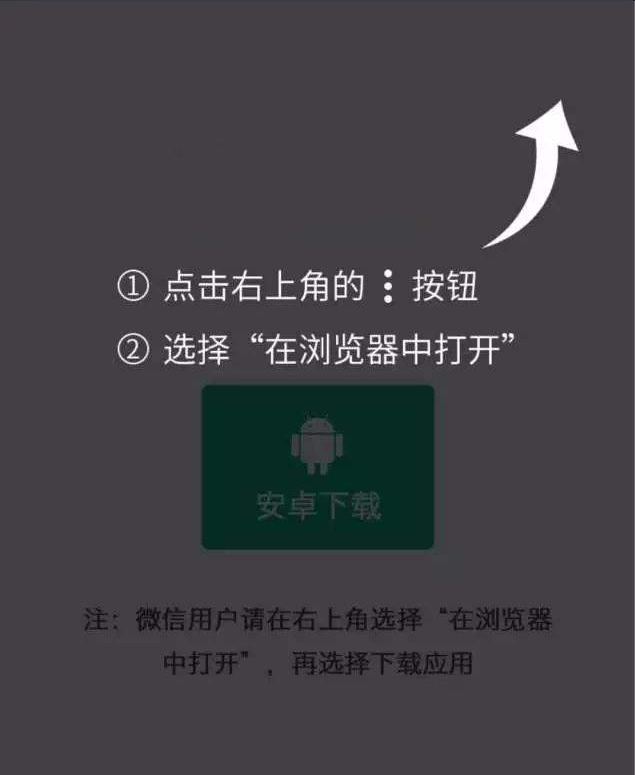 ① 点击右上角的 ⋮ 按钮
② 选择“在浏览器中打开”
安卓下载
注：微信用户请在右上角选择“在浏览器
中打开”，再选择下载应用